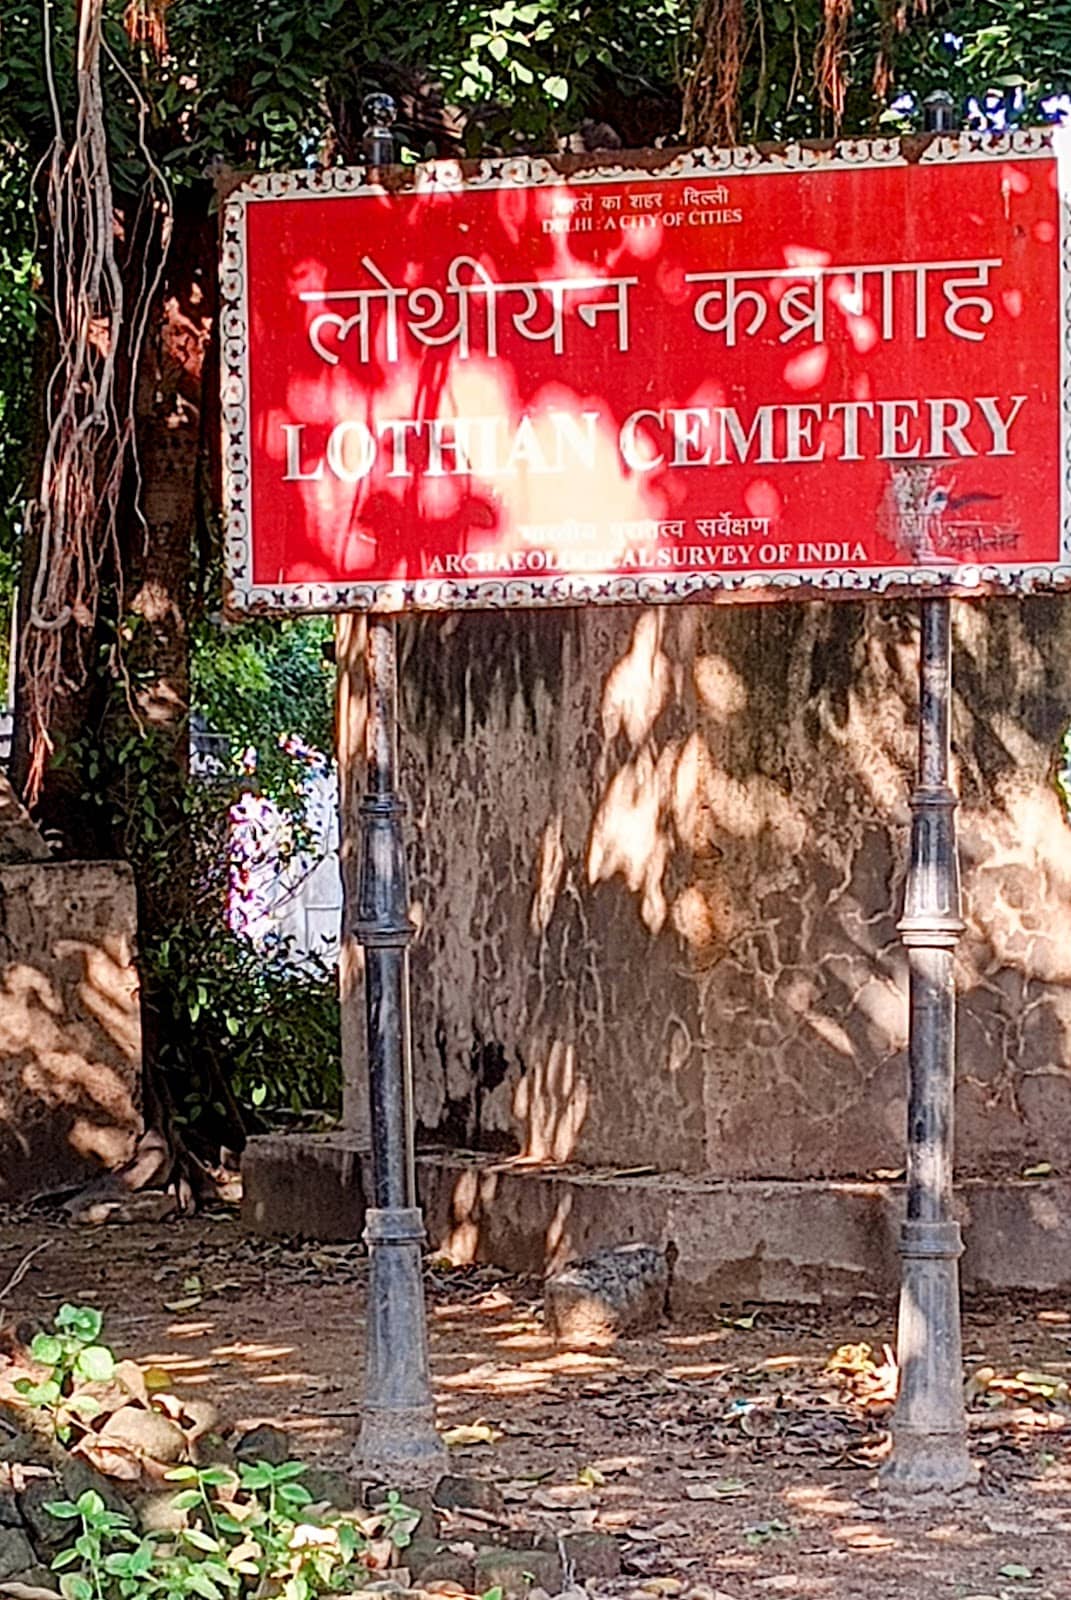 शहरों का शहर : दिल्ली
DELHI : A CITY OF CITIES
लोथीयन कब्रगाह
LOTHIAN CEMETERY
भारतीय पुरातत्व सर्वेक्षण
ARCHAEOLOGICAL SURVEY OF INDIA